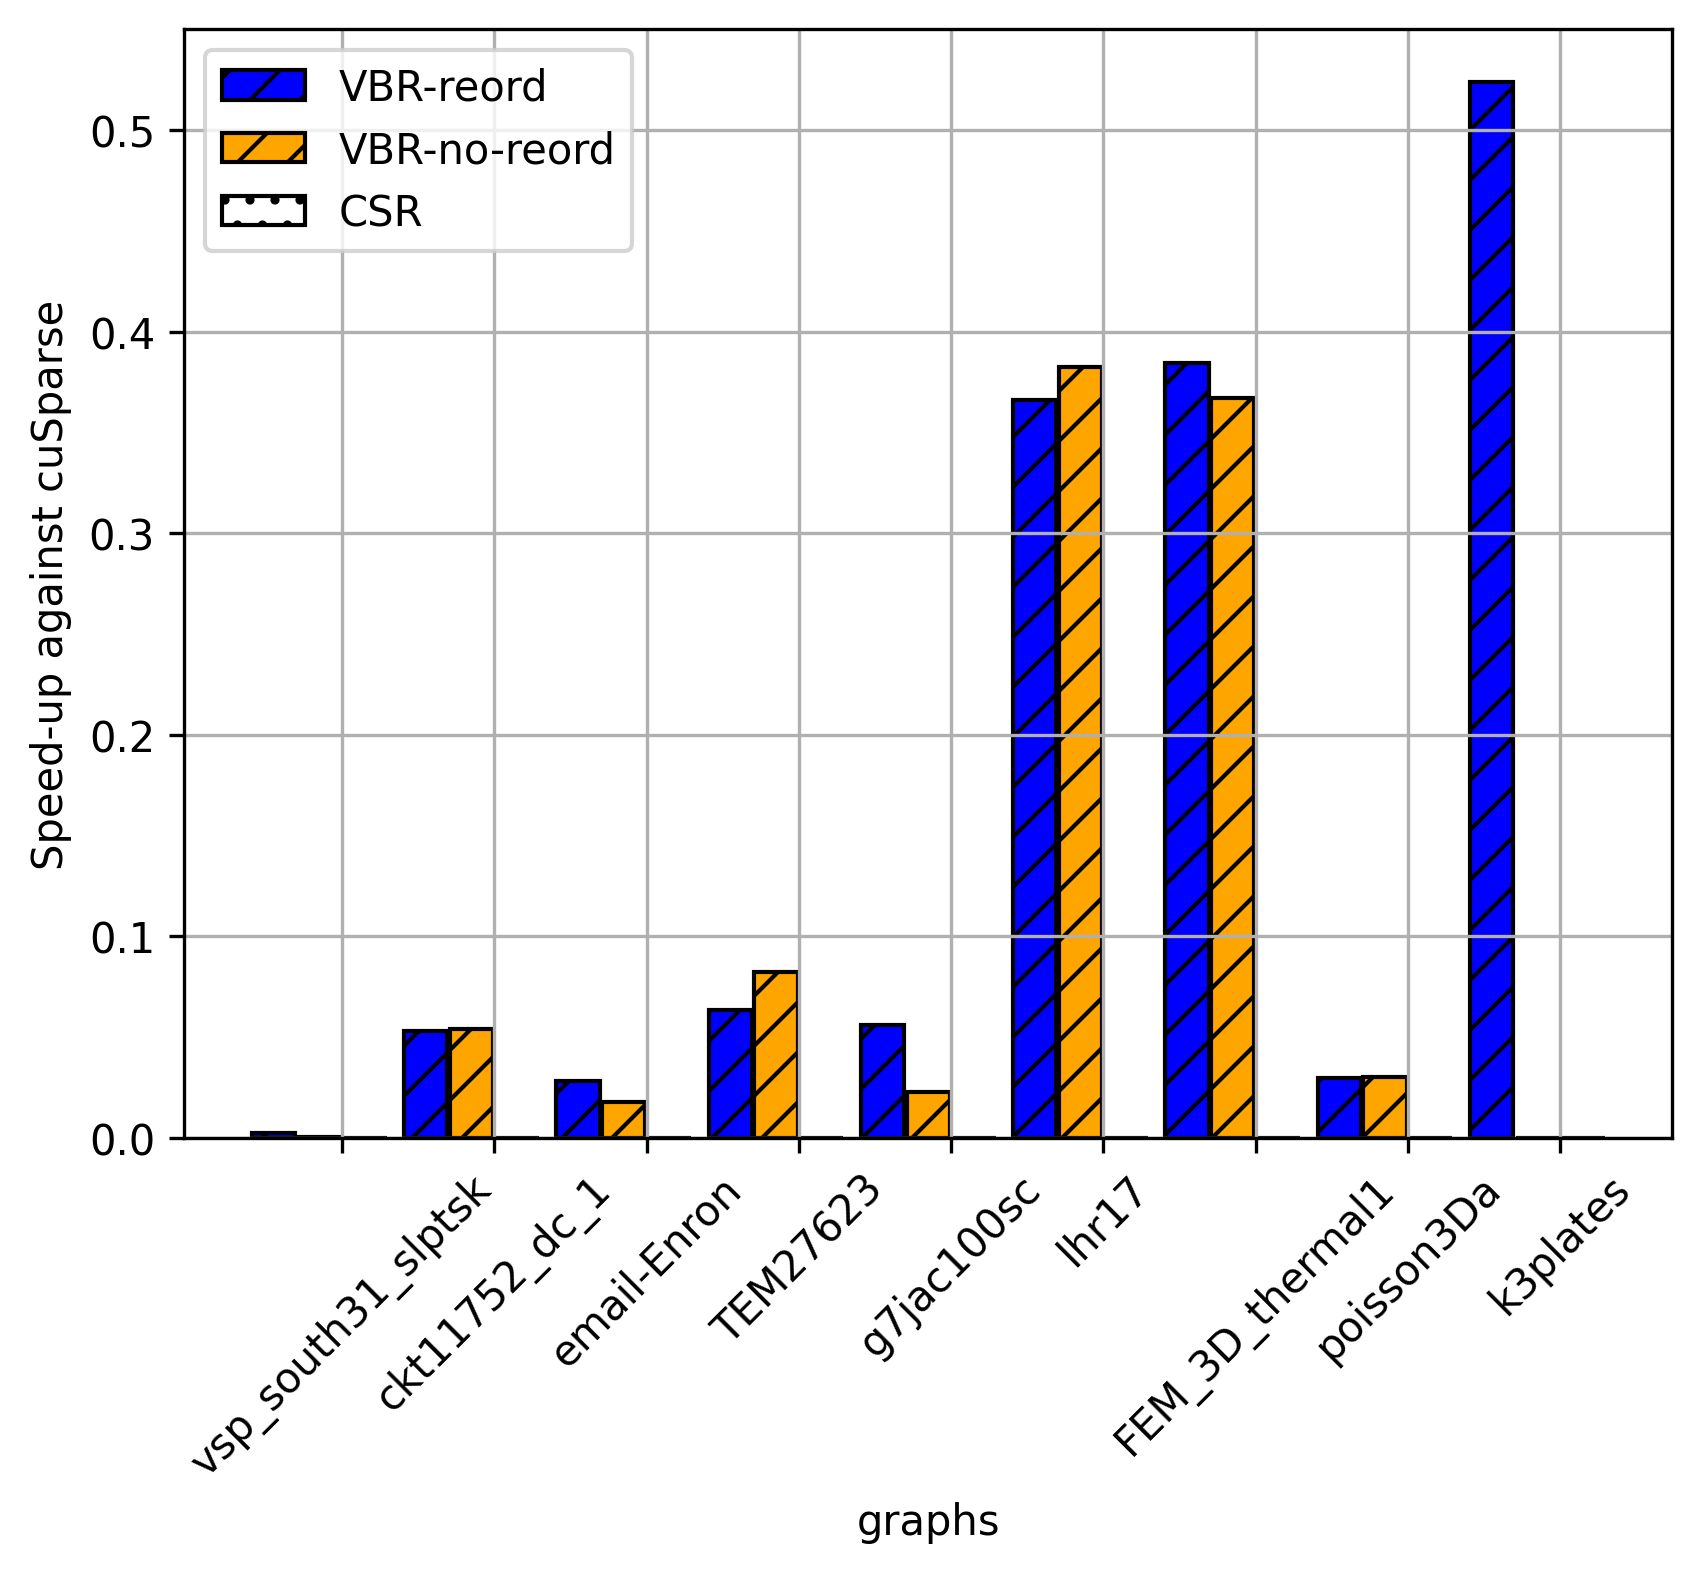 VBR-reord
VBR-no-reord
CSR
Speed-up against cuSparse
0.5
0.4
0.3
0.2
0.1
0.0
vsp_south31_slptsk
ckt11752_dc_1
email-Enron
TEM27623
g7jac100sc
lhr17
FEM_3D_thermal1
poisson3Da
k3plates
graphs